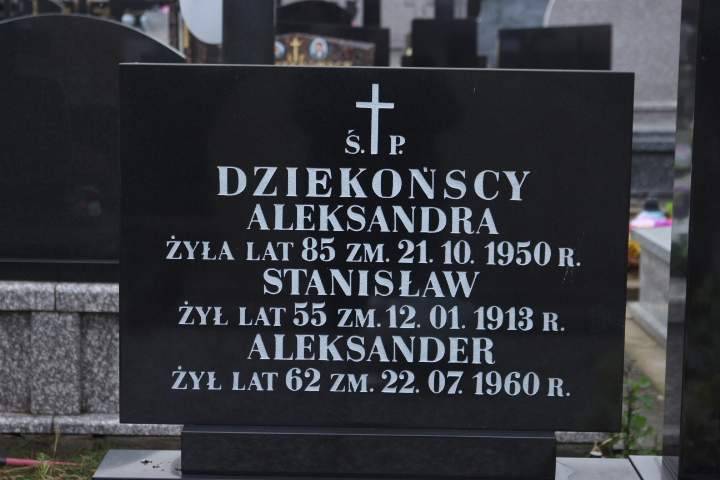 Ś. P.
DZIEKOŃSCY
ALEKSANDRA
ŻYŁA LAT 85 ZM. 21. 10. 1950 R.
STANISŁAW
ŻYŁ LAT 55 ZM. 12. 01. 1913 R.
ALEKSANDER
ŻYŁ LAT 62 ZM. 22. 07. 1960 R.